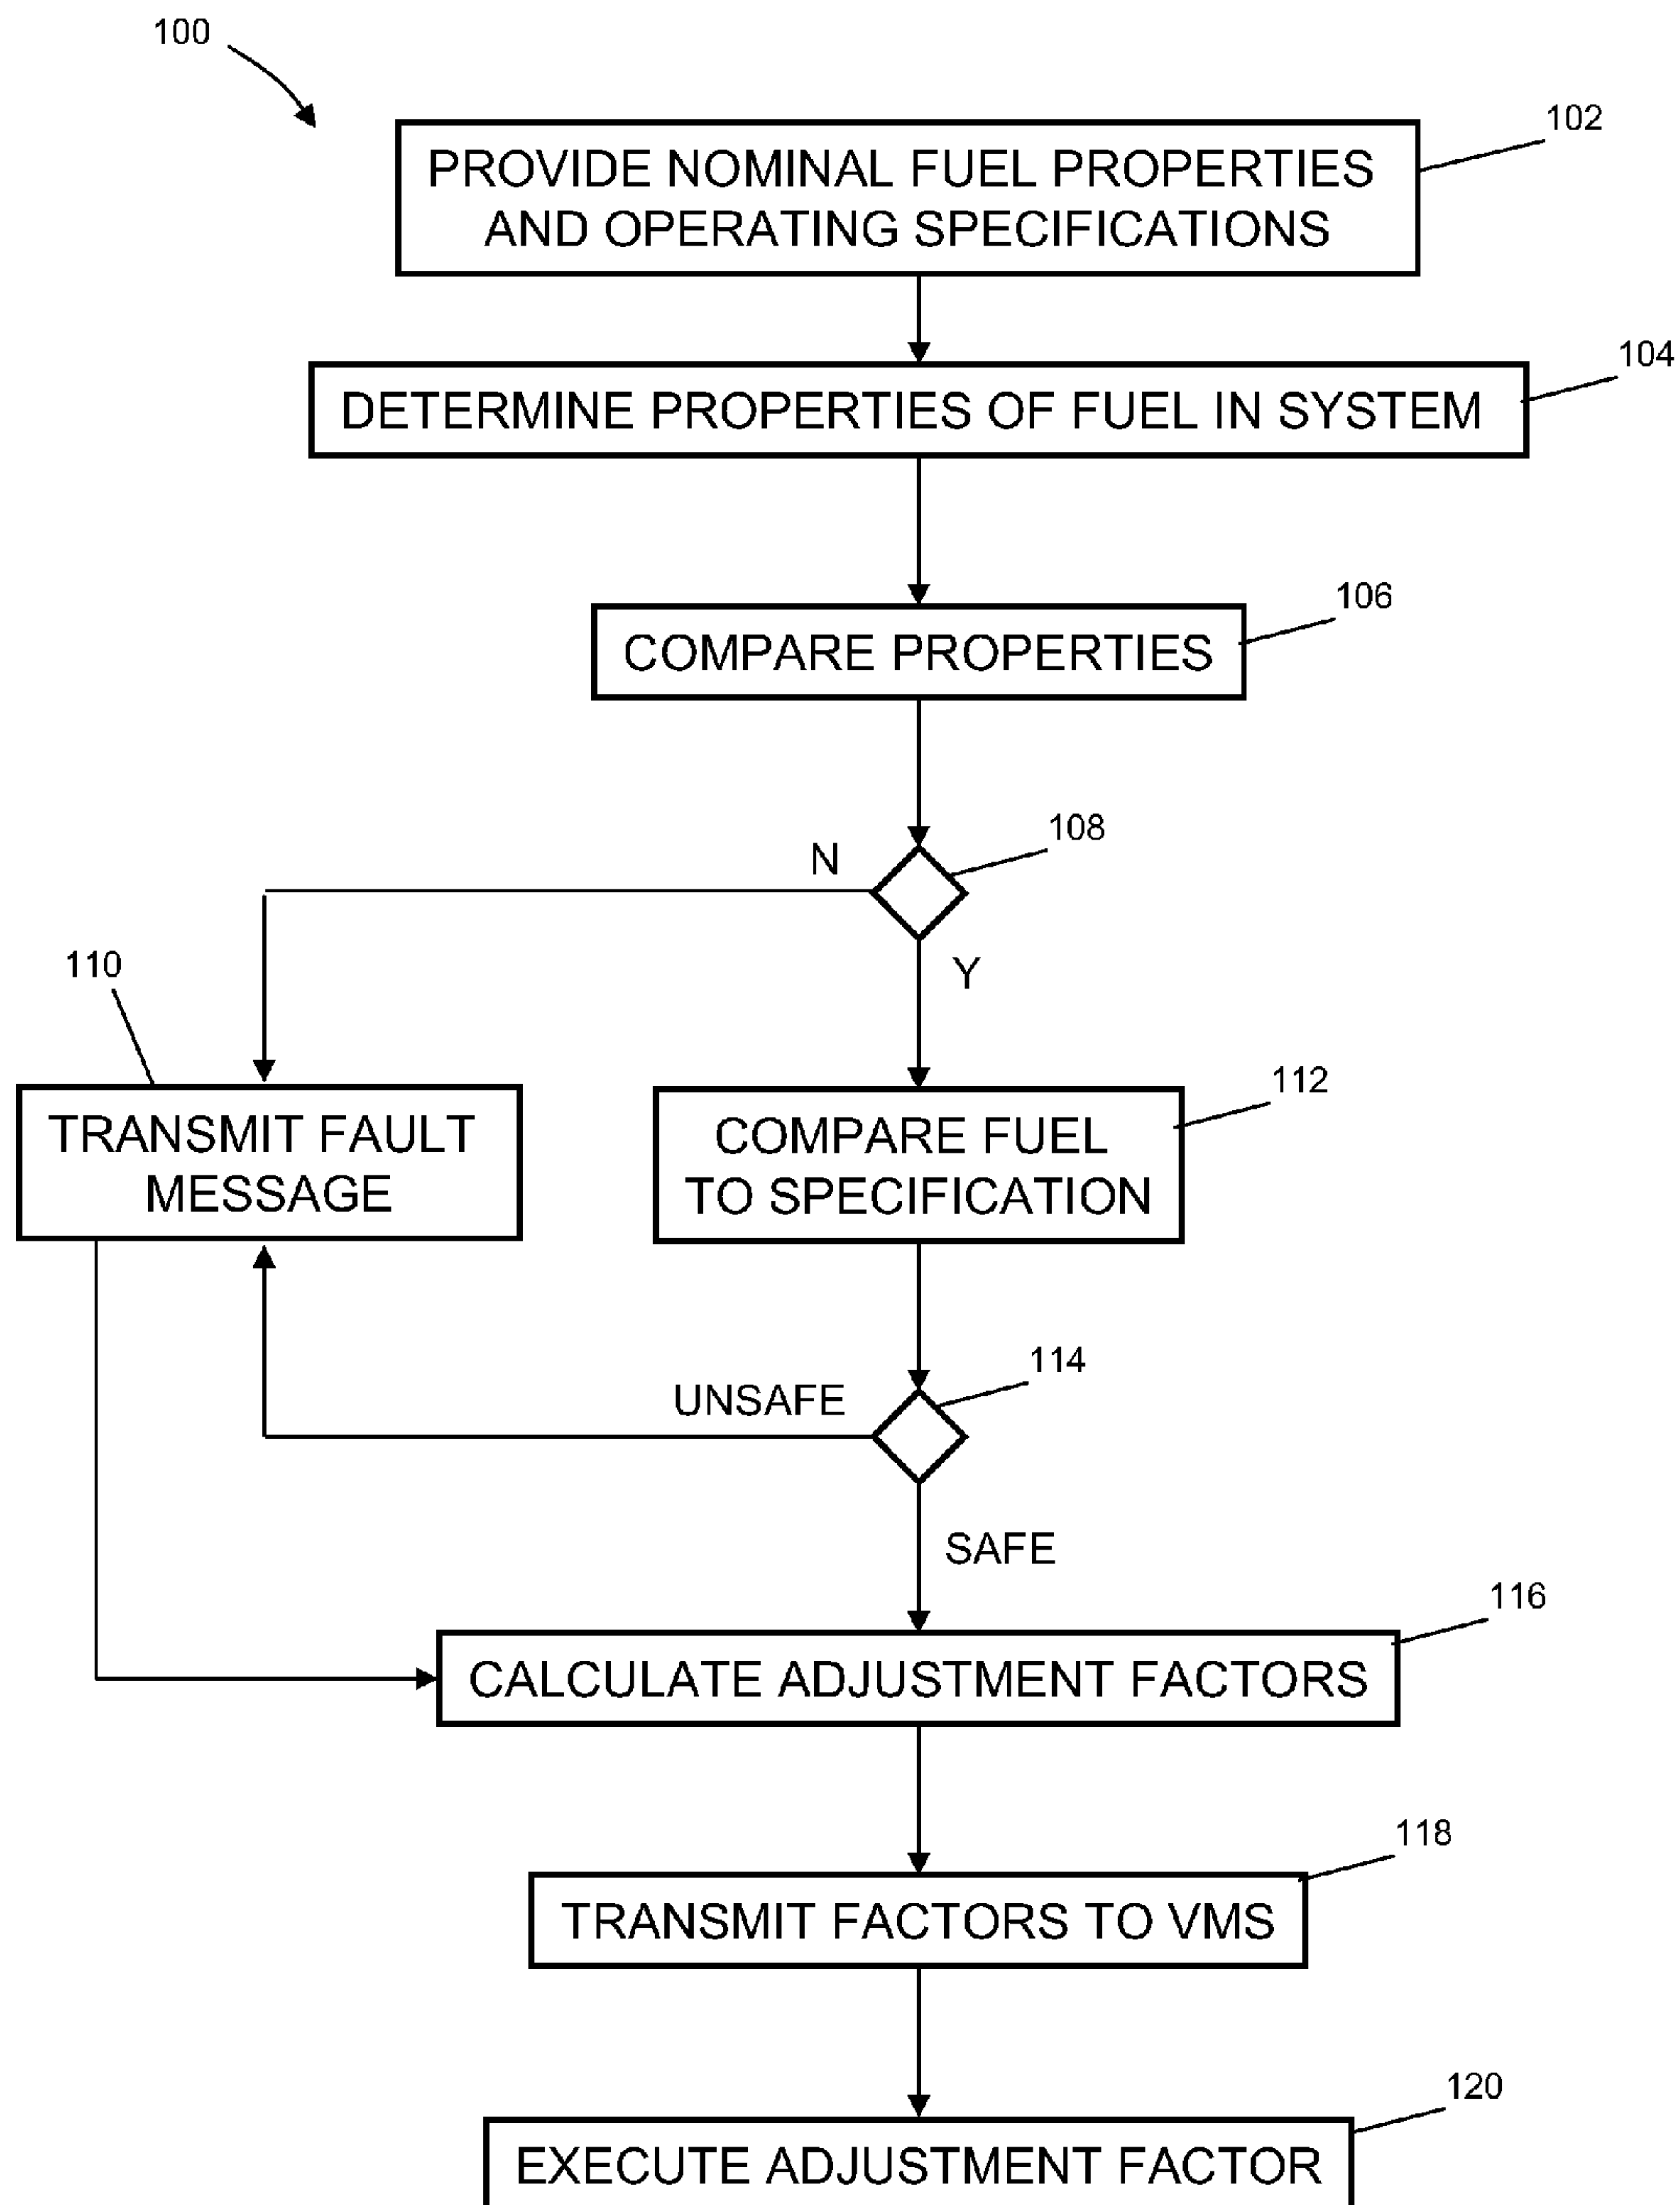 100
102
PROVIDE NOMINAL FUEL PROPERTIES
AND OPERATING SPECIFICATIONS
104
DETERMINE PROPERTIES OF FUEL IN SYSTEM
106
COMPARE PROPERTIES
108
N
Y
110
TRANSMIT FAULT
MESSAGE
112
COMPARE FUEL
TO SPECIFICATION
114
UNSAFE
SAFE
116
CALCULATE ADJUSTMENT FACTORS
118
TRANSMIT FACTORS TO VMS
120
EXECUTE ADJUSTMENT FACTOR